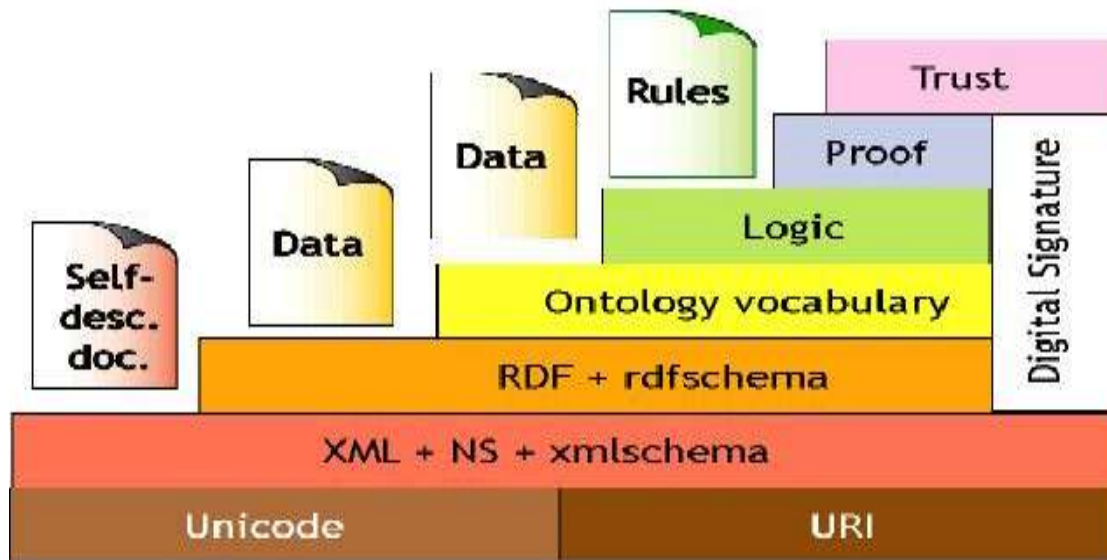 Rules
Trust
Data
Proof
Data
Logic
Self-
desc.
doc.
Ontology vocabulary
Digital Signature
RDF + rdfschema
XML + NS + xmlschema
Unicode
URI